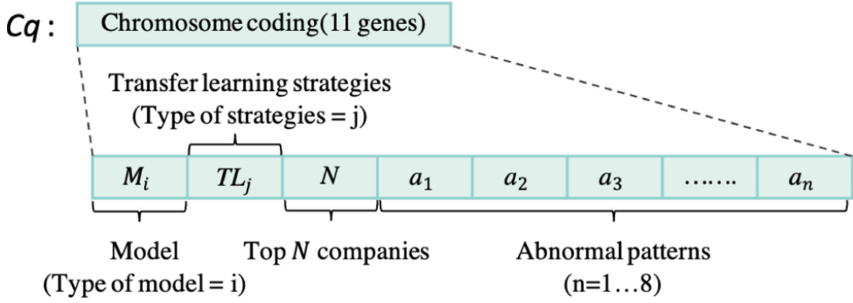 Cq :
Chromosome coding(11 genes)
Transfer learning strategies
(Type of strategies = j)
M_i TL_j N a_1 a_2 a_3 ……. a_n
Model
(Type of model = i)
Top N companies
Abnormal patterns
(n=1…8)